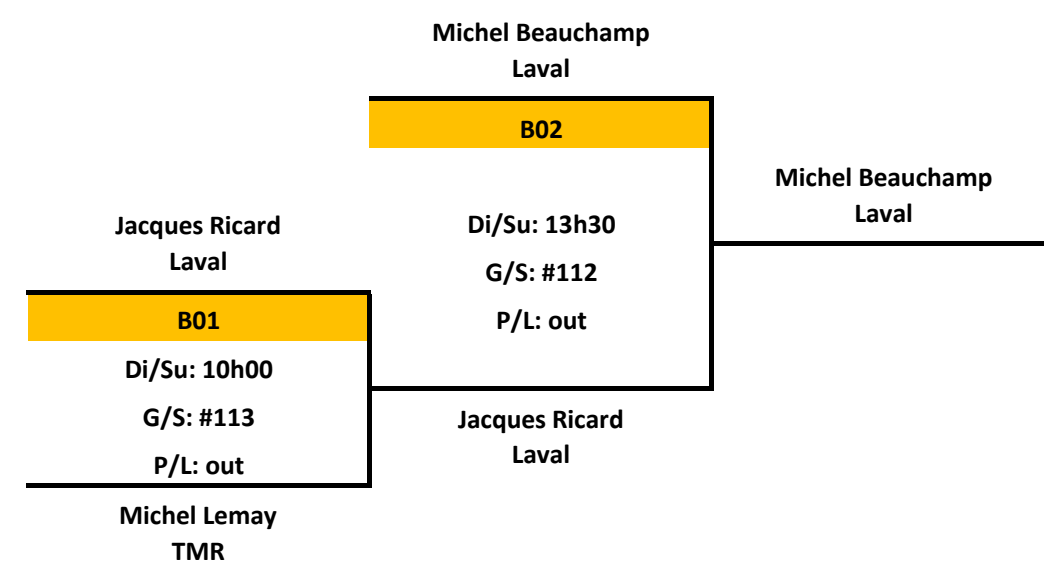 Michel Beauchamp
Laval
B02
Michel Beauchamp
Laval
Di/Su: 13h30
G/S: #112
P/L: out
Jacques Ricard
Laval
B01
Di/Su: 10h00
G/S: #113
P/L: out
Jacques Ricard
Laval
Michel Lemay
TMR